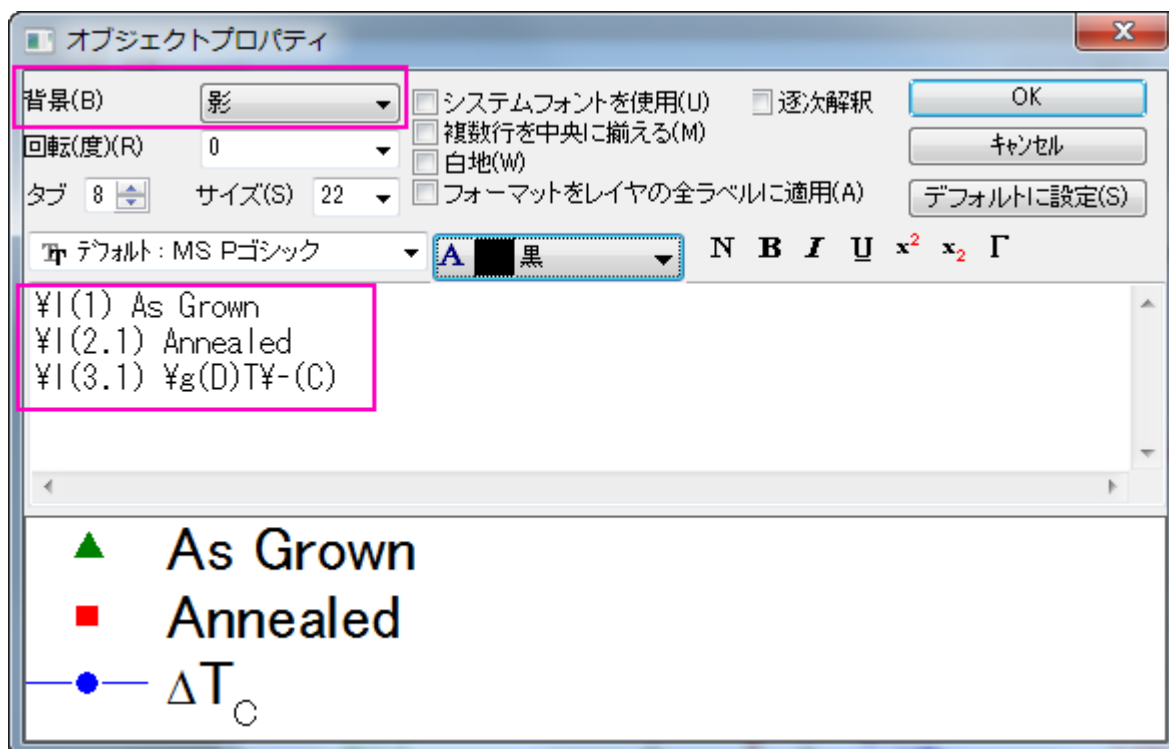 オブジェクトプロパティ
背景(B) 影 システムフォントを使用(U) 逐次解釈 OK
複数行を中央に揃える(M)
回転(度)(R) 0 白地(W) キャンセル
タブ 8 サイズ(S) 22 フォーマットをレイヤの全ラベルに適用(A) デフォルトに設定(S)
デフォルト : MS Pゴシック A 黒 N B I U x² x₂ Γ
¥l(1) As Grown
¥l(2.1) Annealed
¥l(3.1) ¥g(D)T¥-(C)
As Grown
Annealed
ΔTC